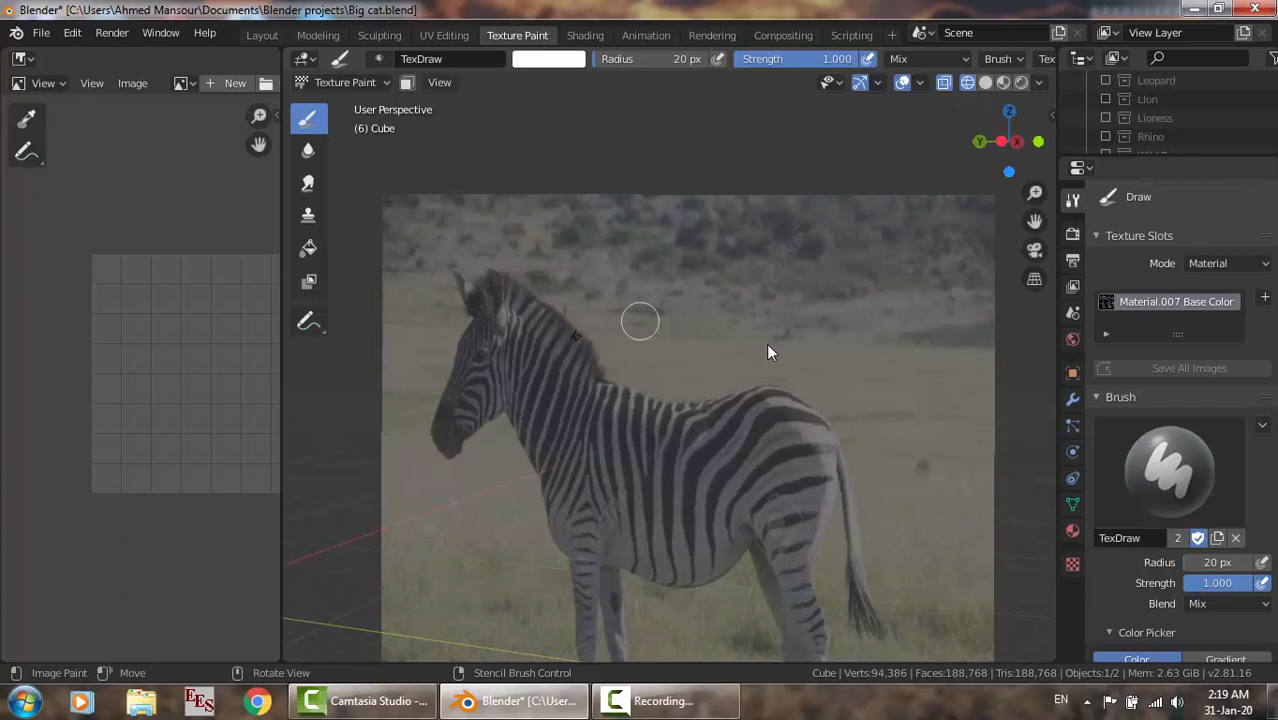 Blender* [C:\Users\Ahmed Mansour\Documents\Blender projects\Big cat.blend]
File Edit Render Window Help Layout Modeling Sculpting UV Editing Texture Paint Shading Animation Rendering Compositing Scripting + Scene View Layer
TexDraw Radius 20 px Strength 1.000 Mix Brush Tex
View View Image New Texture Paint View
User Perspective
(6) Cube
Z
Y
X
Leopard
LIon
Lioness
Rhino
Draw
Texture Slots
Mode Material
Material.007 Base Color
Save All Images
Brush
TexDraw 2
Radius 20 px
Strength 1.000
Blend Mix
Color Picker
Color Gradient
Image Paint Move Rotate View Stencil Brush Control Cube | Verts:94,386 | Faces:188,768 | Tris:188,768 | Objects:1/2 | Mem: 2.63 GiB | v2.81.16
EES Camtasia Studio -... Blender* [C:\Us... Recording... EN 2:19 AM
31-Jan-20